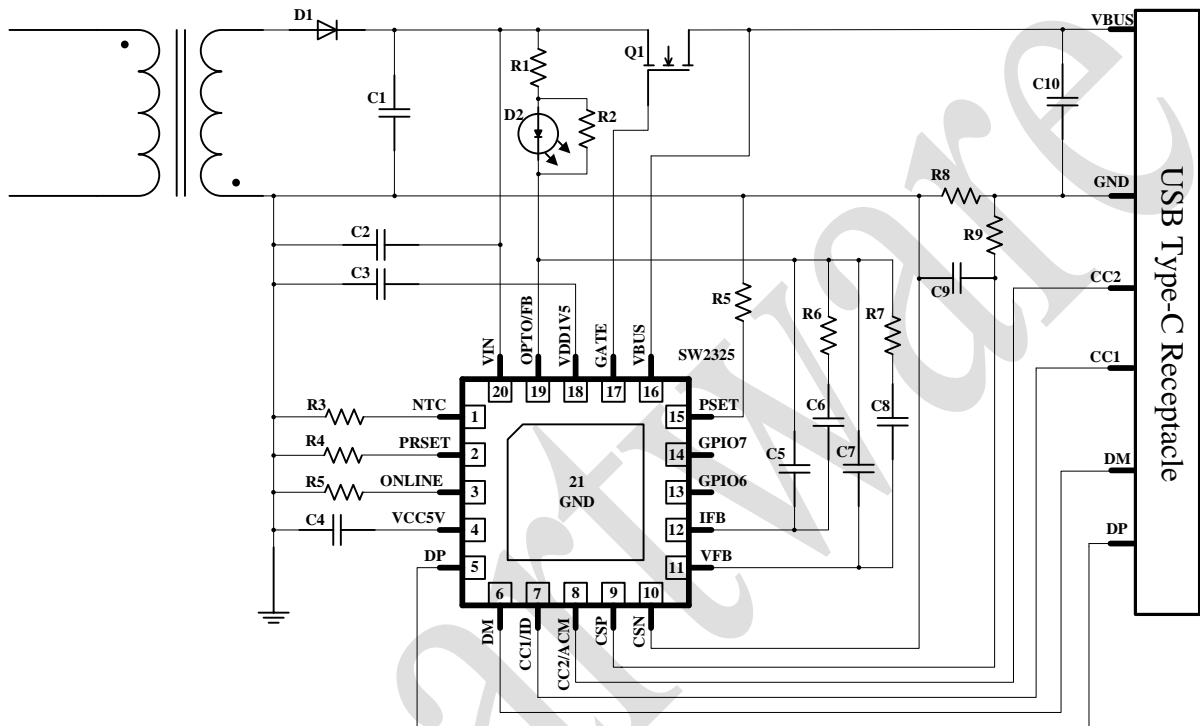 D1
VBUS
Q1
R1
C1
C10
D2
R2
USB Type-C Receptacle
R8
GND
R9
C2
C3
C9
CC2
R5
R6
R7
VIN
OPTO/FB
VDD1V5
GATE
VBUS
SW2325
CC1
20
19
18
17
16
R3
NTC
1
15
PSET
C6
C8
R4
PRSET
2
14
GPIO7
C5
C7
DM
R5
ONLINE
3
21
GND
13
GPIO6
C4
VCC5V
4
12
IFB
DP
DP
5
11
VFB
6
7
8
9
10
DM
CC1/ID
CC2/ACM
CSP
CSN
artware